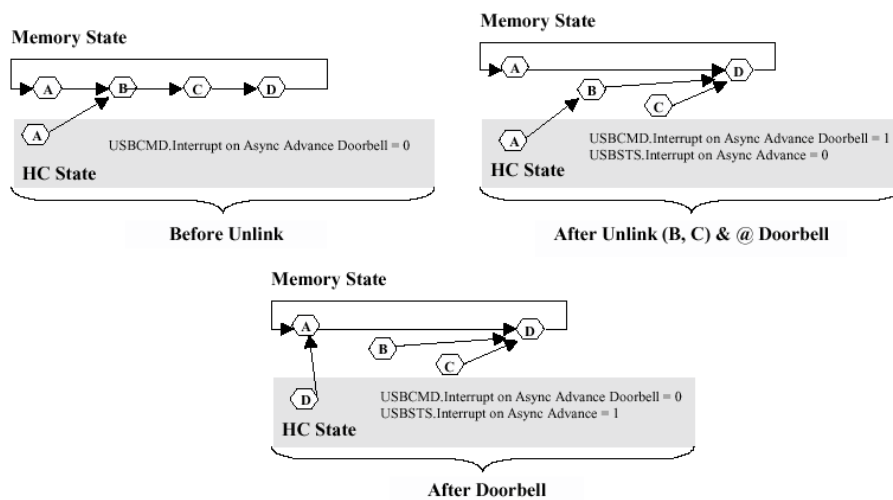 Memory State
A B C D
A
USBCMD.Interrupt on Async Advance Doorbell = 0
HC State
Before Unlink
Memory State
A D
B
C
A
USBCMD.Interrupt on Async Advance Doorbell = 1
USBSTS.Interrupt on Async Advance = 0
HC State
After Unlink (B, C) & @ Doorbell
Memory State
A D
B
C
D
USBCMD.Interrupt on Async Advance Doorbell = 0
USBSTS.Interrupt on Async Advance = 1
HC State
After Doorbell